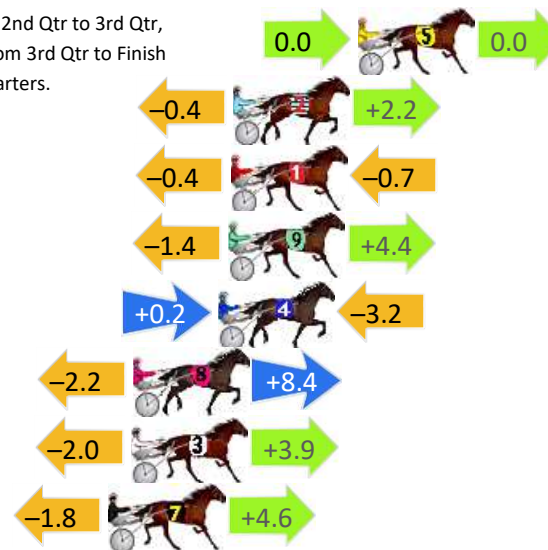 2nd Qtr to 3rd Qtr,
om 3rd Qtr to Finish
arters.
0.0 5 0.0
–0.4 2 +2.2
–0.4 1 –0.7
–1.4 9 +4.4
+0.2 4 –3.2
–2.2 8 +8.4
–2.0 3 +3.9
–1.8 7 +4.6